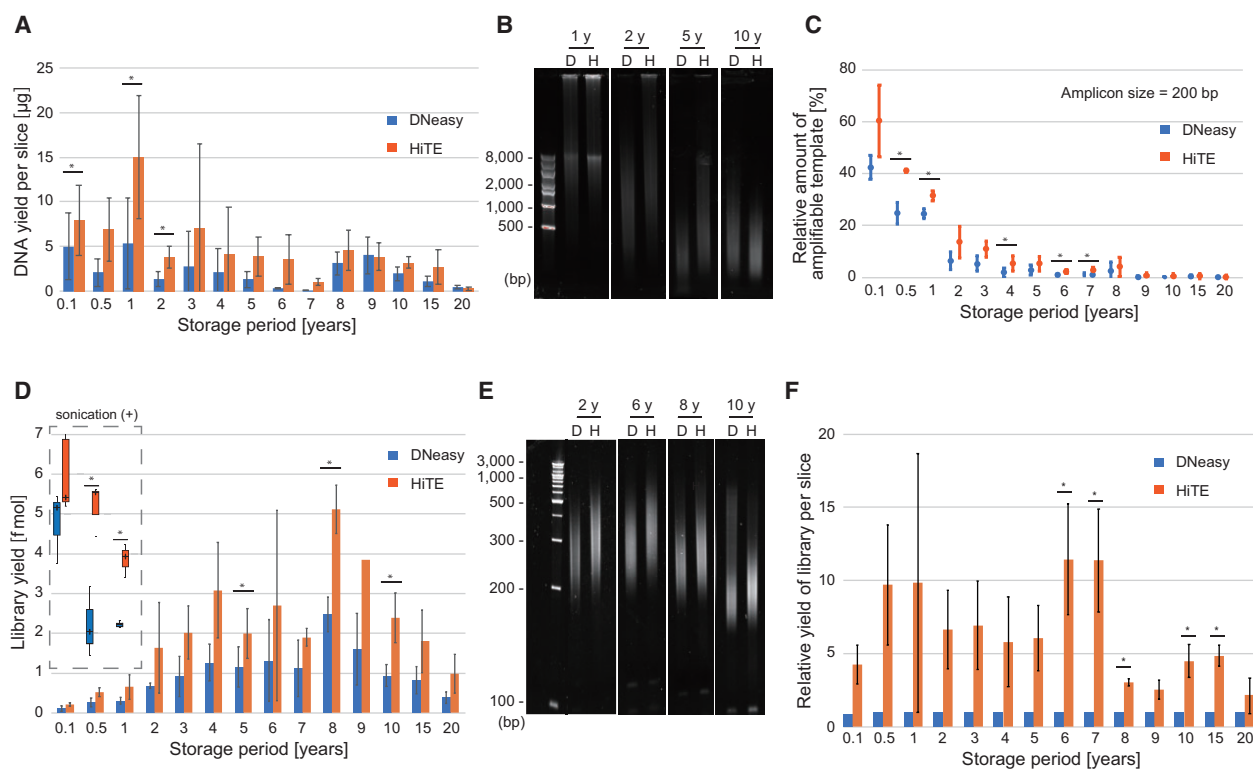 A
DNA yield per slice [µg]
25
20
15
10
5
0
* * *
*
DNeasy
HiTE
0.1 0.5 1 2 3 4 5 6 7 8 9 10 15 20
Storage period [years]
B
1 y 2 y 5 y 10 y
D H D H D H D H
8,000 -
2,000 -
1,000 -
500 -
(bp)
C
Relative amount of
amplifiable template [%]
80
60
40
20
0
Amplicon size = 200 bp
DNeasy
HiTE
* * * * *
0.1 0.5 1 2 3 4 5 6 7 8 9 10 15 20
Storage period [years]
D
sonication (+)
Llibrary yield [f mol]
7
6
5
4
3
2
1
0
* * * * *
DNeasy
HiTE
0.1 0.5 1 2 3 4 5 6 7 8 9 10 15 20
Storage period [years]
E
2 y 6 y 8 y 10 y
D H D H D H D H
3,000 -
1,000 -
500 -
300 -
200 -
100 -
(bp)
F
Relative yield of library per slice
20
15
10
5
0
DNeasy
HiTE
* * * * *
0.1 0.5 1 2 3 4 5 6 7 8 9 10 15 20
Storage period [years]